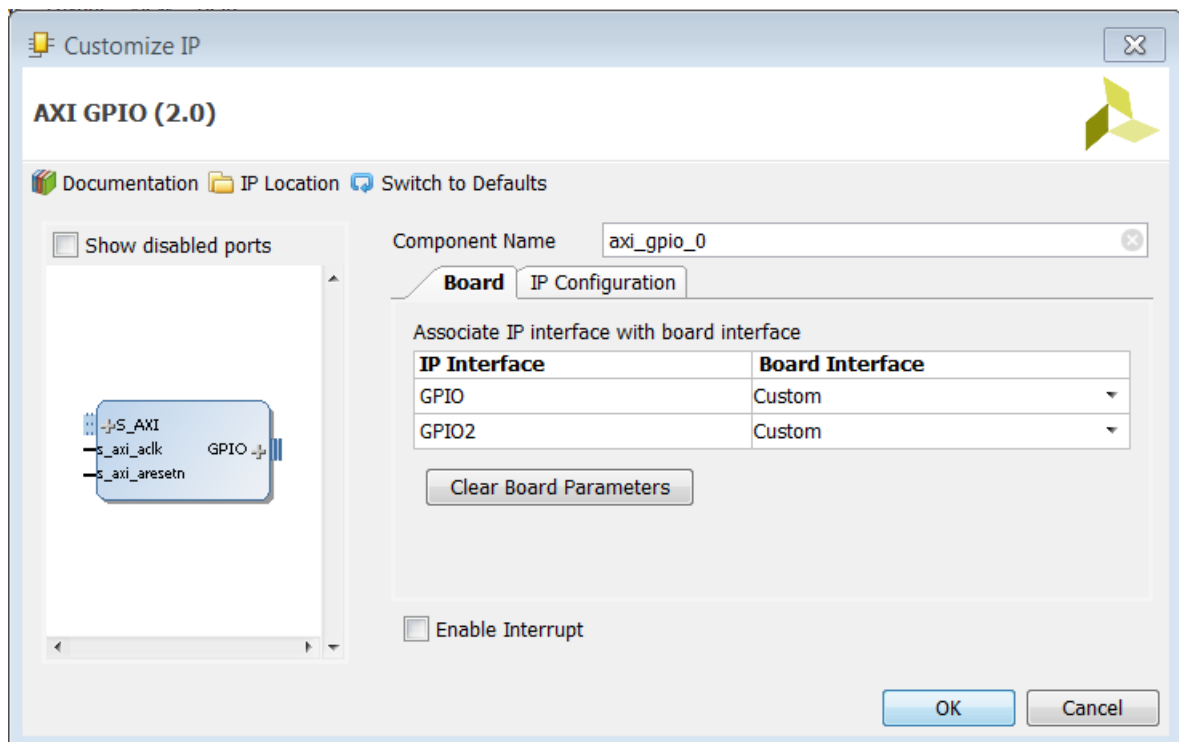 Customize IP
AXI GPIO (2.0)
Documentation IP Location Switch to Defaults
Show disabled ports
Component Name axi_gpio_0
Board IP Configuration
Associate IP interface with board interface
IP Interface Board Interface
GPIO Custom
GPIO2 Custom
Clear Board Parameters
S_AXI
s_axi_aclk GPIO
s_axi_aresetn
Enable Interrupt
OK Cancel